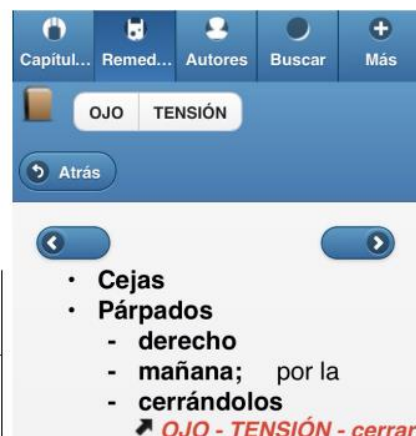 Capítul... Remed... Autores Buscar Más
OJO TENSIÓN
Atrás
• Cejas
• Párpados
- derecho
- mañana; por la
- cerrándolos
OJO - TENSIÓN - cerrar